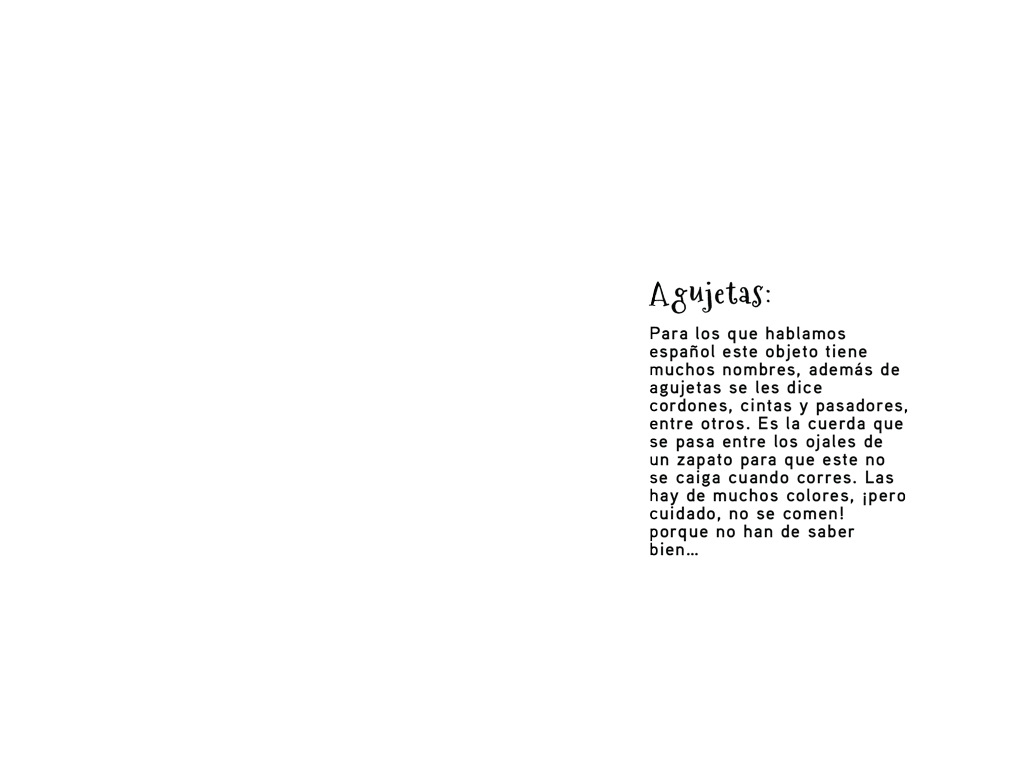 Agujetas:
Para los que hablamos
español este objeto tiene
muchos nombres, además de
agujetas se les dice
cordones, cintas y pasadores,
entre otros. Es la cuerda que
se pasa entre los ojales de
un zapato para que este no
se caiga cuando corres. Las
hay de muchos colores, ¡pero
cuidado, no se comen!
porque no han de saber
bien...